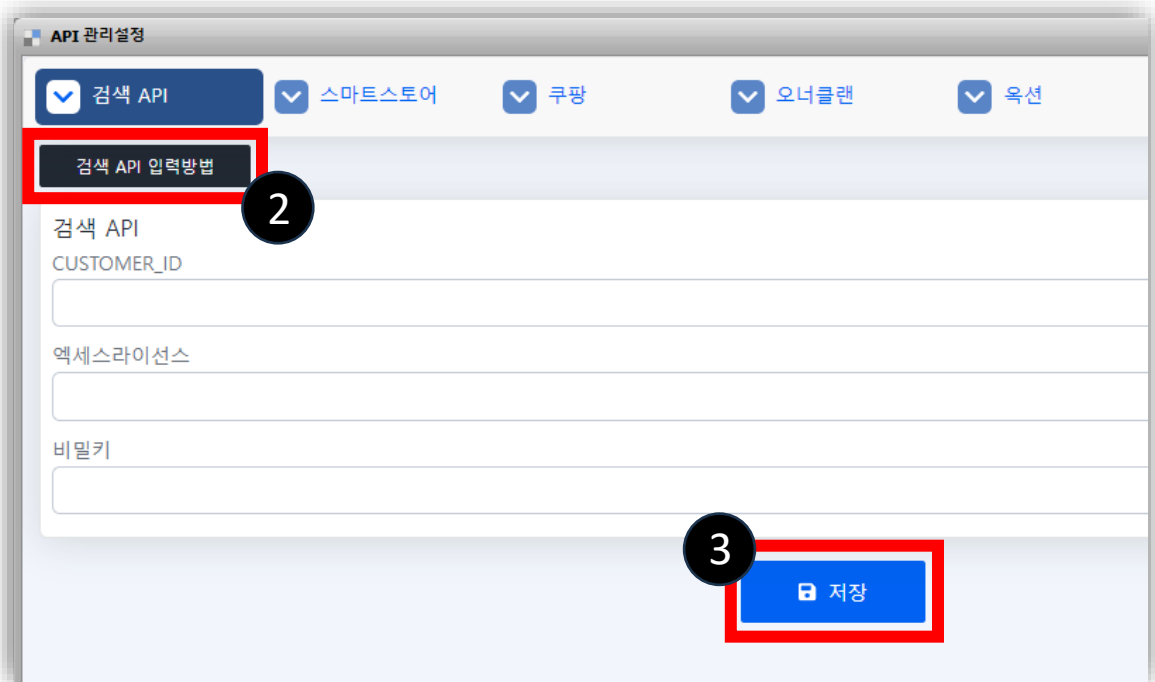 API 관리설정
검색 API
스마트스토어
쿠팡
오너클랜
옥션
검색 API 입력방법
2
검색 API
CUSTOMER_ID
엑세스라이선스
비밀키
3
저장